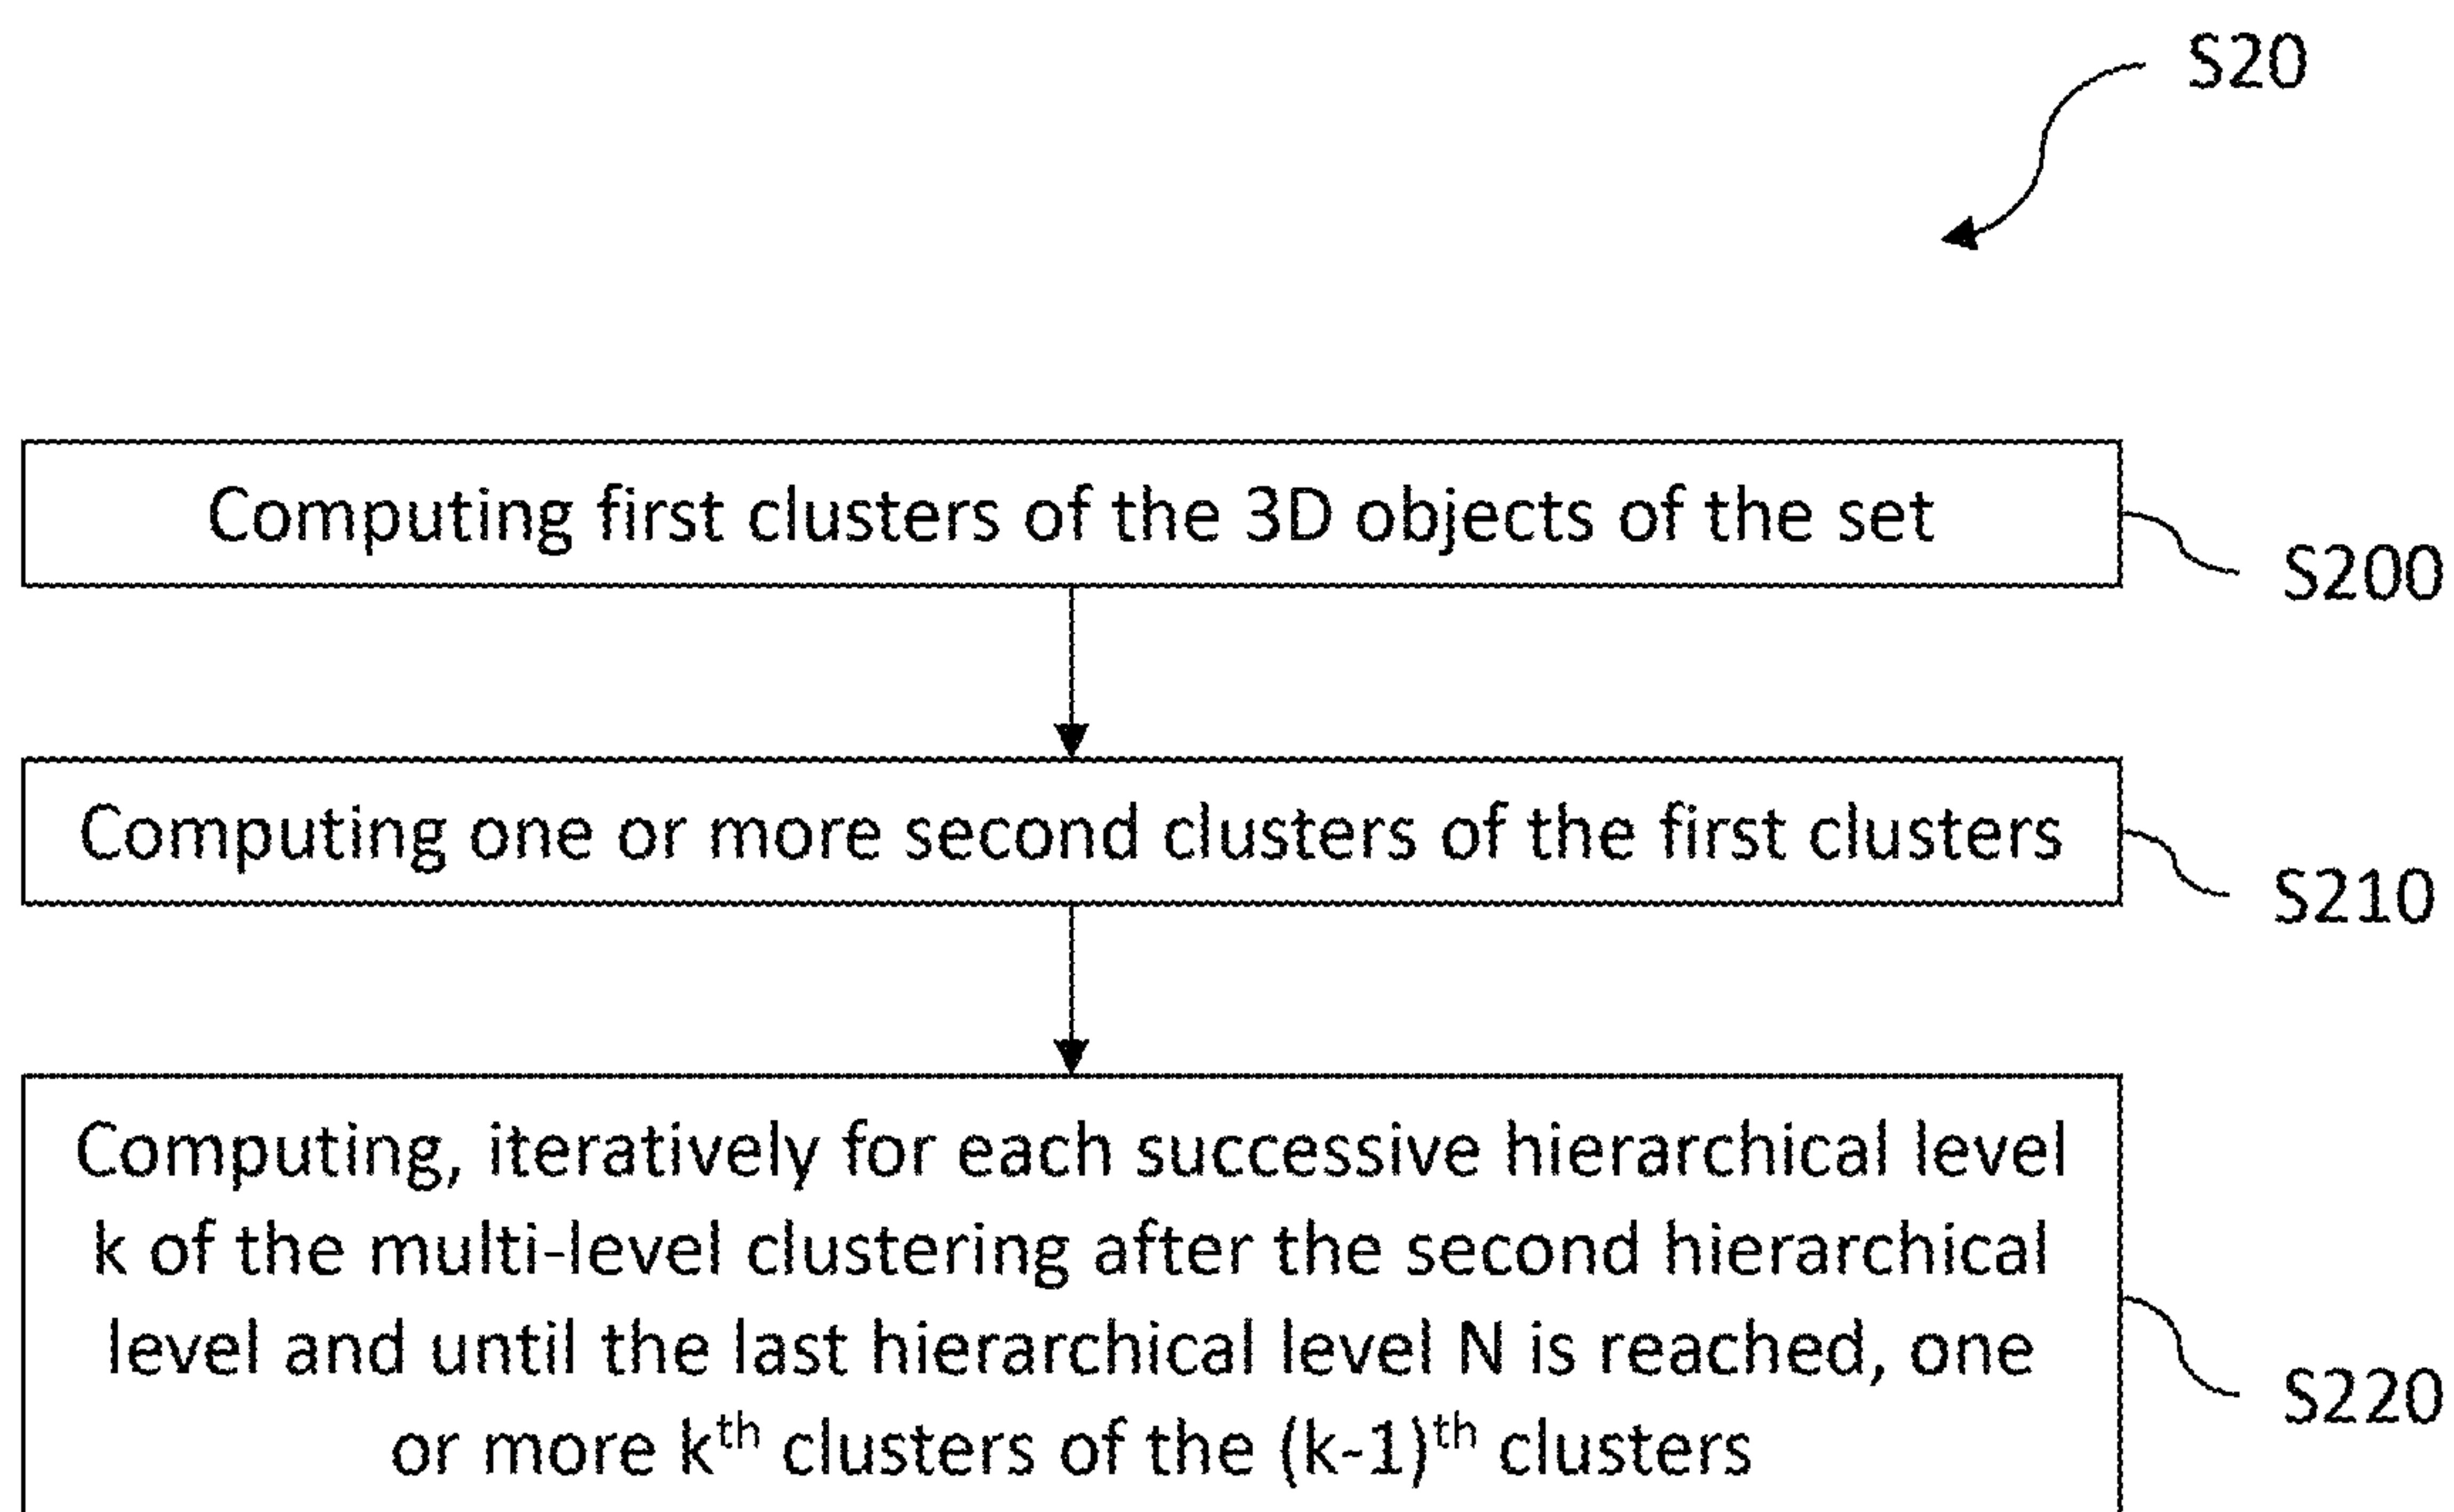 S20
Computing first clusters of the 3D objects of the set
S200
Computing one or more second clusters of the first clusters
S210
Computing, iteratively for each successive hierarchical level
k of the multi-level clustering after the second hierarchical
level and until the last hierarchical level N is reached, one
or more kᵗʰ clusters of the (k-1)ᵗʰ clusters
S220